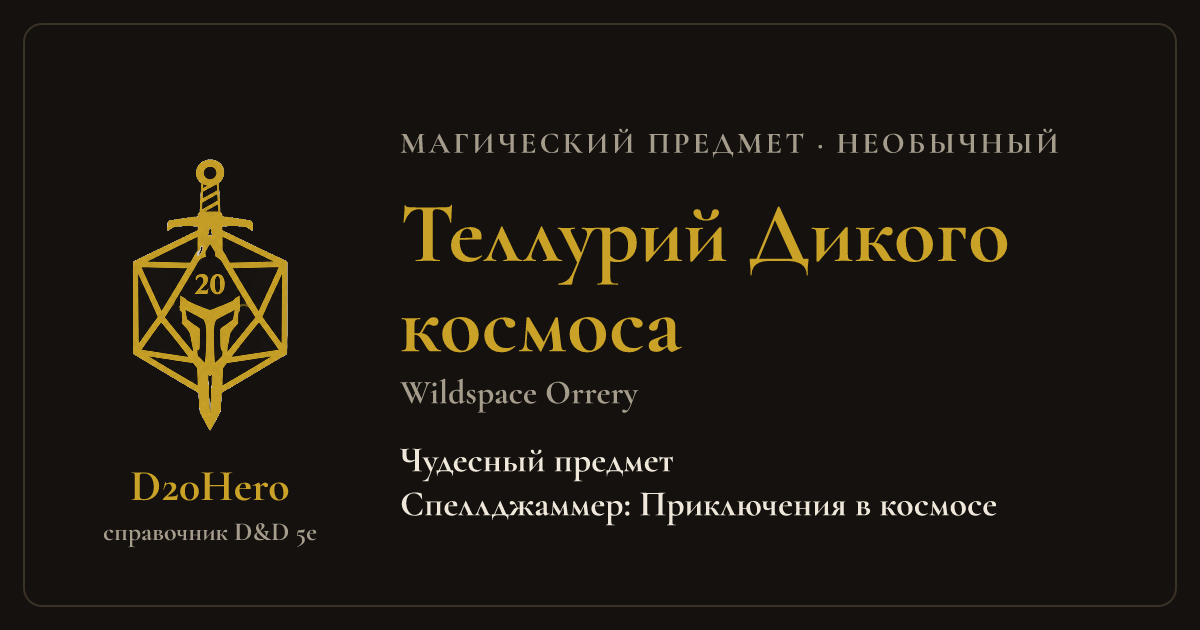 МАГИЧЕСКИЙ ПРЕДМЕТ · НЕОБЫЧНЫЙ
Теллурий Дикого
космоса
Wildspace Orrery
Чудесный предмет
Спеллджаммер: Приключения в космосе
20
D20Hero
справочник D&D 5e